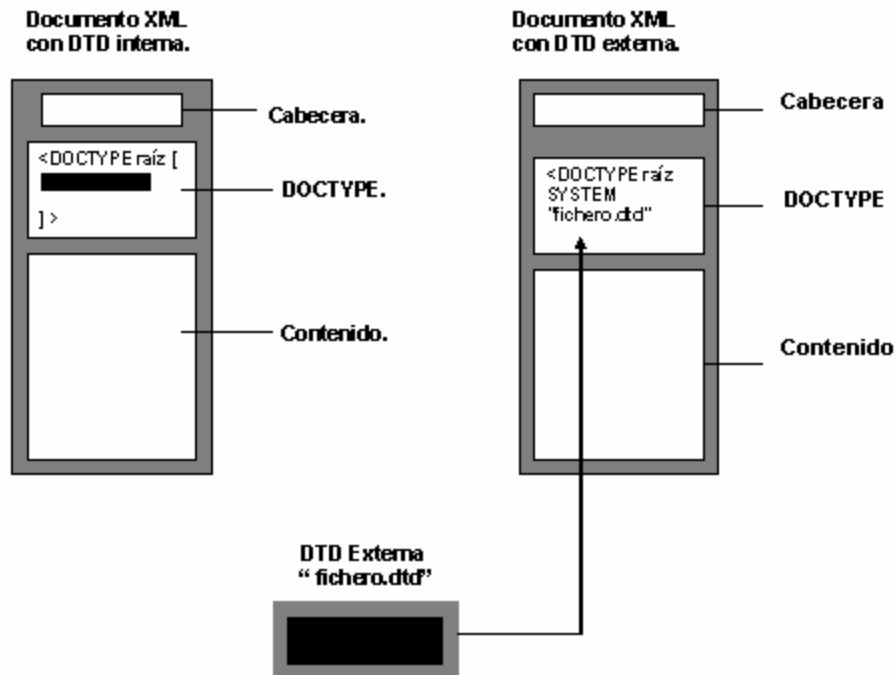 Documento XML
con DTD interna.
Cabecera.
<DOCTYPE raíz [
DOCTYPE.
] >
Contenido.
Documento XML
con DTD externa.
Cabecera
<DOCTYPE raíz
SYSTEM
"fichero.dtd"
DOCTYPE
Contenido
DTD Externa
“ fichero.dtd”